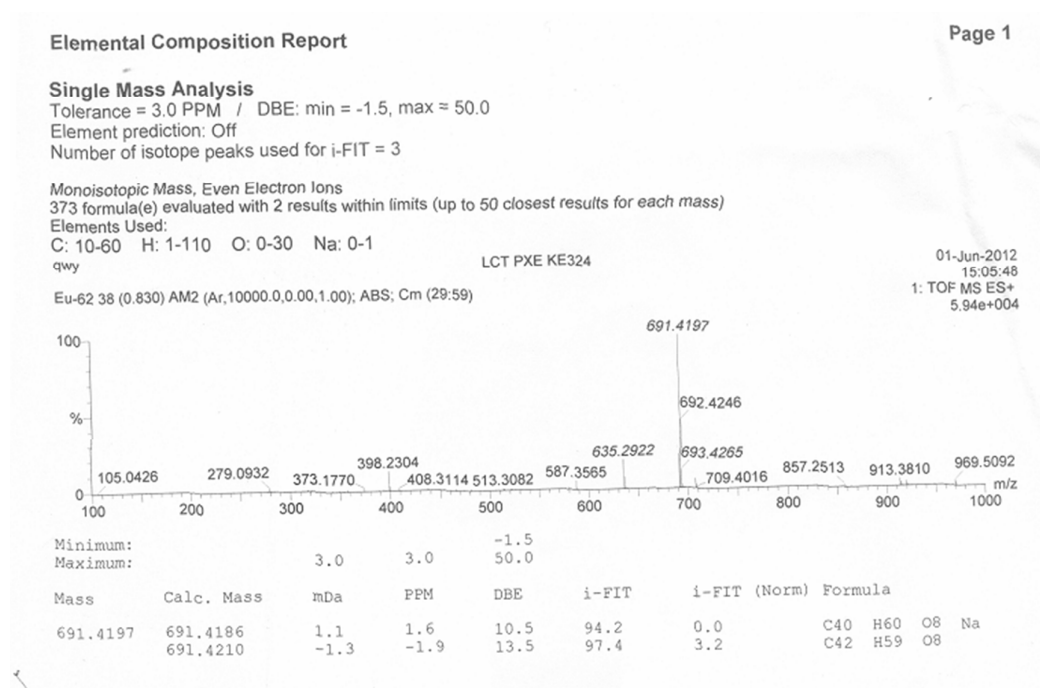 Elemental Composition Report
Page 1
Single Mass Analysis
Tolerance = 3.0 PPM / DBE: min = -1.5, max = 50.0
Element prediction: Off
Number of isotope peaks used for i-FIT = 3
Monoisotopic Mass, Even Electron Ions
373 formula(e) evaluated with 2 results within limits (up to 50 closest results for each mass)
Elements Used:
C: 10-60 H: 1-110 O: 0-30 Na: 0-1
qwy
LCT PXE KE324
01-Jun-2012
15:05:48
Eu-62 38 (0.830) AM2 (Ar,10000.0,0.00,1.00); ABS; Cm (29:59)
1: TOF MS ES+
5.94e+004
691.4197
100
692.4246
%
635.2922 693.4265
105.0426 279.0932 373.1770 398.2304 408.3114 513.3082 587.3565 709.4016 857.2513 913.3810 969.5092
0
m/z
100 200 300 400 500 600 700 800 900 1000
Minimum: -1.5
Maximum: 3.0 3.0 50.0
Mass Calc. Mass mDa PPM DBE i-FIT i-FIT (Norm) Formula
691.4197 691.4186 1.1 1.6 10.5 94.2 0.0 C40 H60 O8 Na
691.4210 -1.3 -1.9 13.5 97.4 3.2 C42 H59 O8